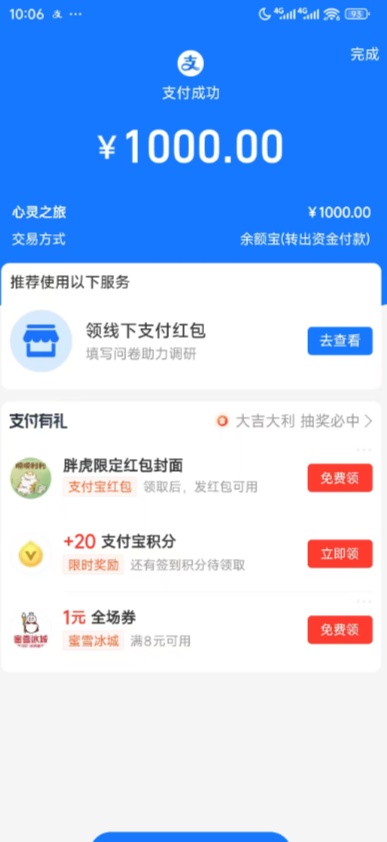 10:06
4G 4G 93
完成
支
支付成功
¥1000.00
心灵之旅 ¥1000.00
交易方式 余额宝(转出资金付款)
推荐使用以下服务
领线下支付红包
填写问卷助力调研
去查看
支付有礼 大吉大利 抽奖必中
胖虎限定红包封面
支付宝红包 领取后，发红包可用
免费领
+20 支付宝积分
限时奖励 还有签到积分待领取
立即领
1元 全场券
蜜雪冰城 满8元可用
蜜雪冰城
免费领